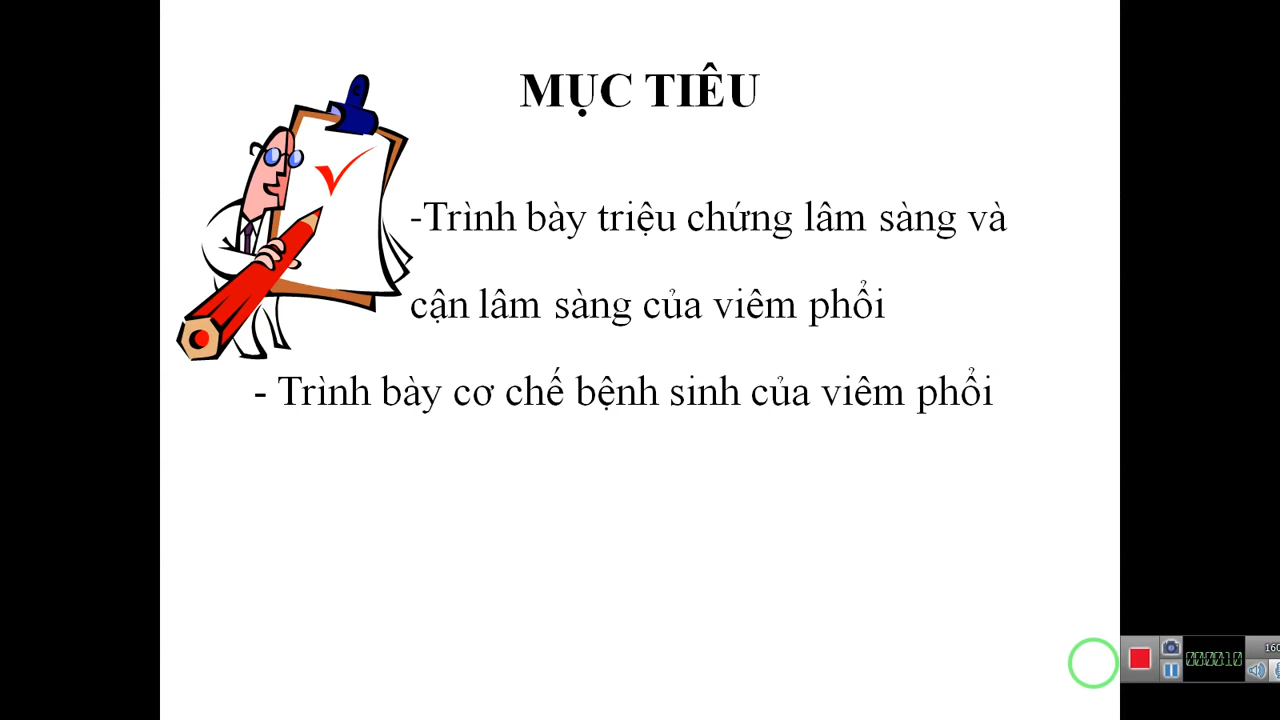 MỤC TIÊU
-Trình bày triệu chứng lâm sàng và
cận lâm sàng của viêm phổi
- Trình bày cơ chế bệnh sinh của viêm phổi